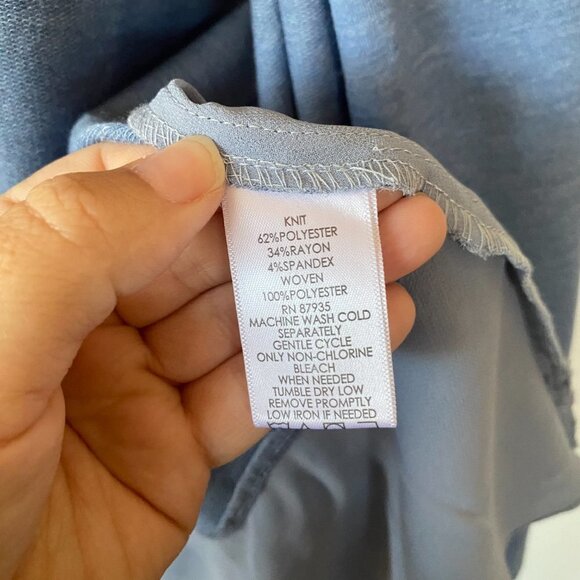 KNIT
62%POLYESTER
34%RAYON
4%SPANDEX
WOVEN
100%POLYESTER
RN 87935
MACHINE WASH COLD
SEPARATELY
GENTLE CYCLE
ONLY NON-CHLORINE
BLEACH
WHEN NEEDED
TUMBLE DRY LOW
REMOVE PROMPTLY
LOW IRON IF NEEDED